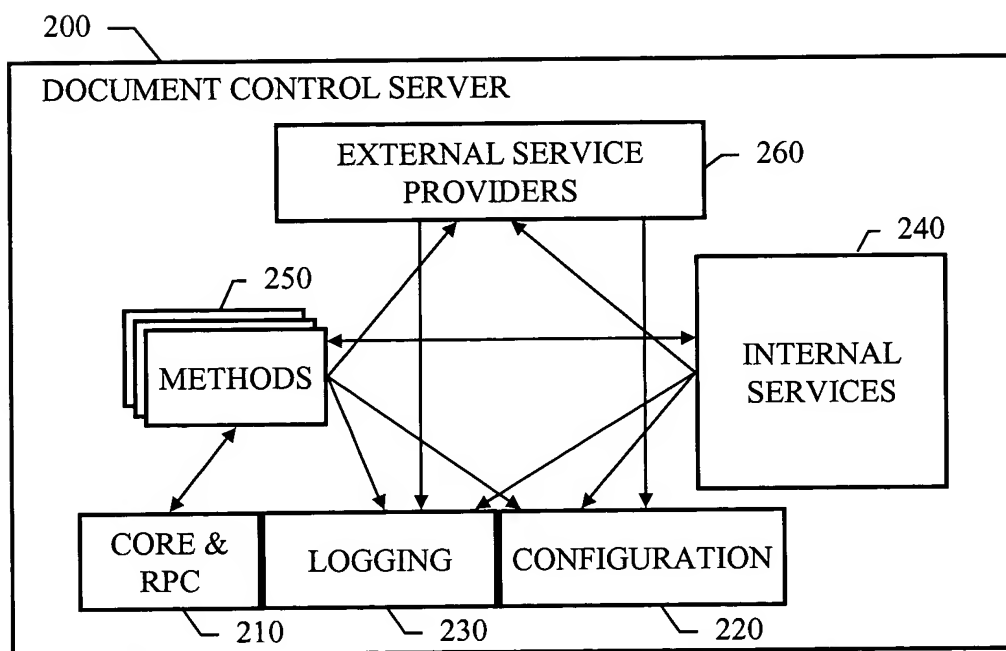 200
DOCUMENT CONTROL SERVER
EXTERNAL SERVICE
PROVIDERS
260
240
250
METHODS
INTERNAL
SERVICES
CORE &
RPC
LOGGING
CONFIGURATION
210
230
220